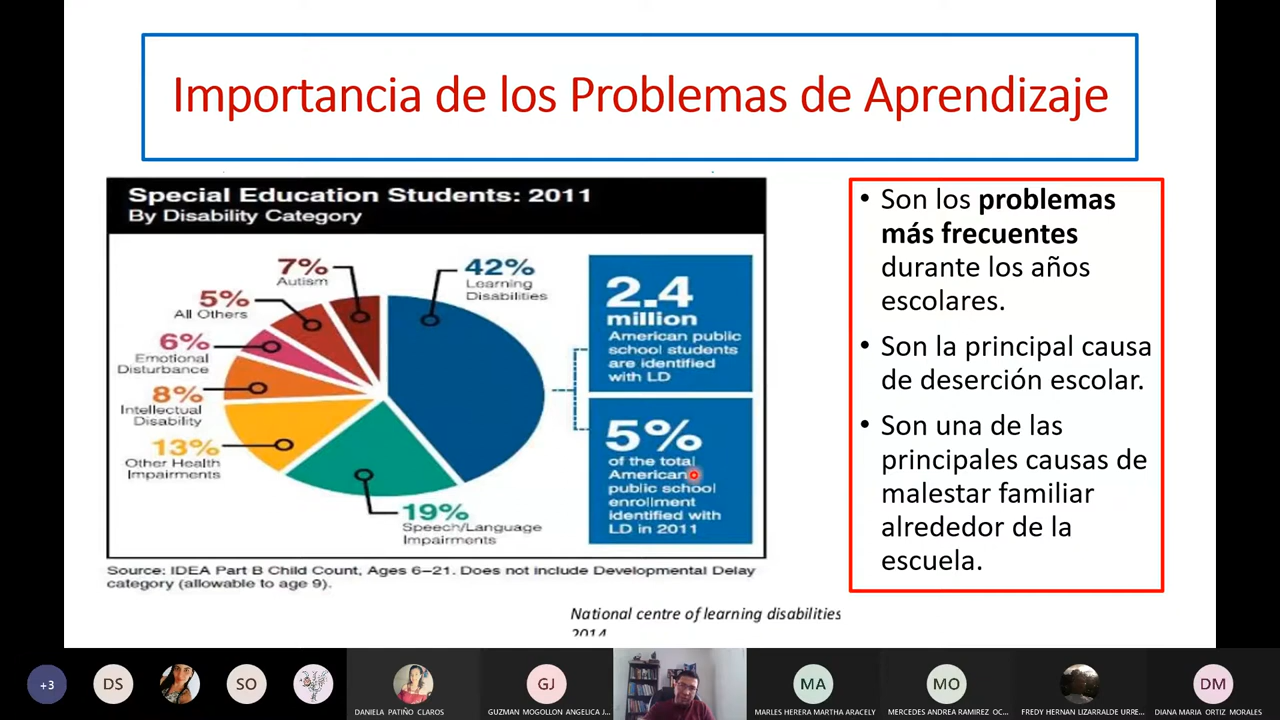 Importancia de los Problemas de Aprendizaje
Special Education Students: 2011
By Disability Category
7%
Autism
42%
Learning
Disabilities
5%
All Others
6%
Emotional
Disturbance
8%
Intellectual
Disability
13%
Other Health
Impairments
19%
Speech/Language
Impairments
2.4
million
American public
school students
are identified
with LD
5%
of the total
American
public school
enrollment
identified with
LD in 2011
Source: IDEA Part B Child Count, Ages 6–21. Does not include Developmental Delay
category (allowable to age 9).
National centre of learning disabilities
2014
• Son los problemas
más frecuentes
durante los años
escolares.
• Son la principal causa
de deserción escolar.
• Son una de las
principales causas de
malestar familiar
alrededor de la
escuela.
+3
DS
SO
DANIELA PATIÑO CLAROS
GJ
GUZMAN MOGOLLON ANGELICA J...
MA
MARLES HERERA MARTHA ARACELY
MO
MERCEDES ANDREA RAMIREZ OC...
FREDY HERNAN LIZARRALDE URRE...
DM
DIANA MARIA ORTIZ MORALES